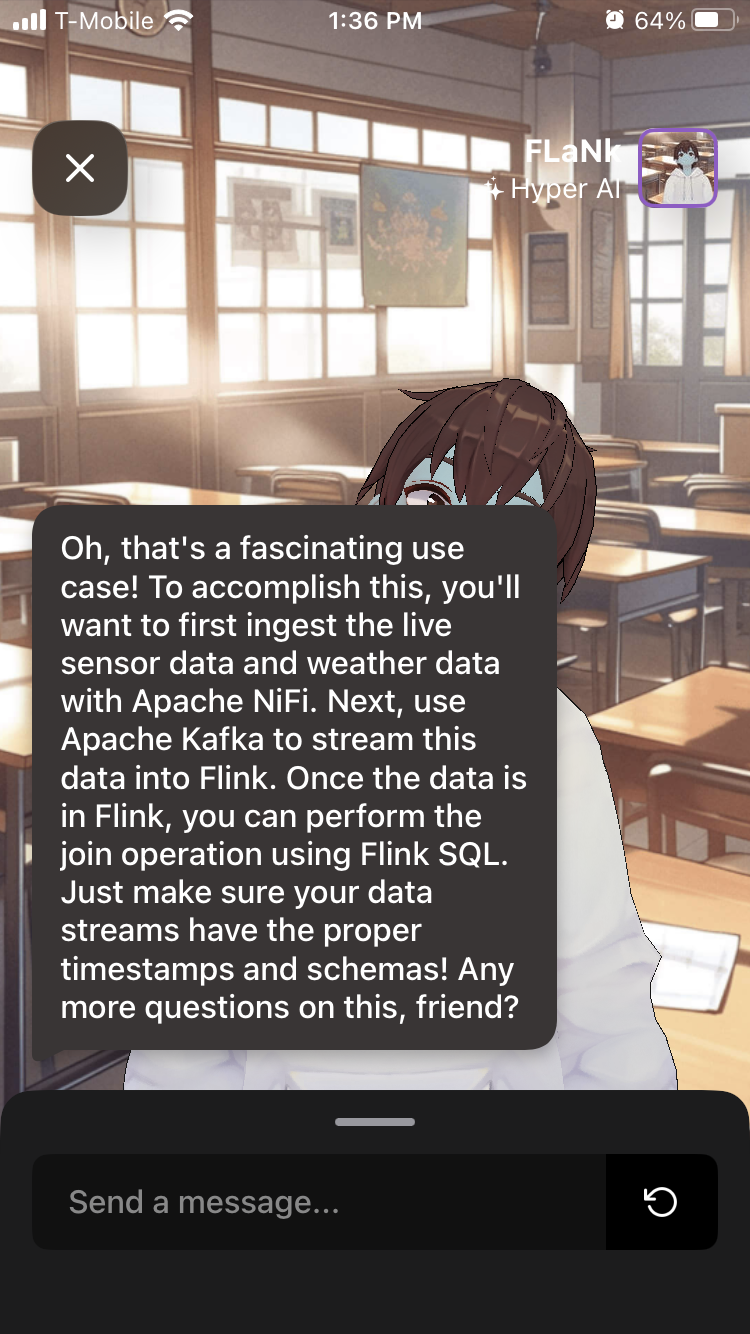 T-Mobile 1:36 PM 64%
FLaNk
Hyper AI
Oh, that's a fascinating use
case! To accomplish this, you'll
want to first ingest the live
sensor data and weather data
with Apache NiFi. Next, use
Apache Kafka to stream this
data into Flink. Once the data is
in Flink, you can perform the
join operation using Flink SQL.
Just make sure your data
streams have the proper
timestamps and schemas! Any
more questions on this, friend?
Send a message...